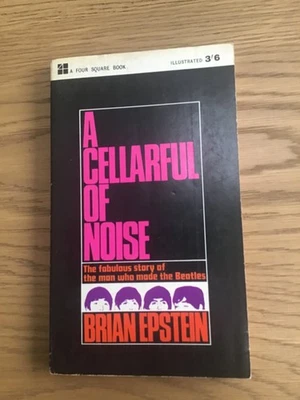 A FOUR SQUARE BOOK
ILLUSTRATED 3'6
A
CELLARFUL
OF
NOISE
The fabulous story of
the man who made the Beatles
BRIAN EPSTEIN